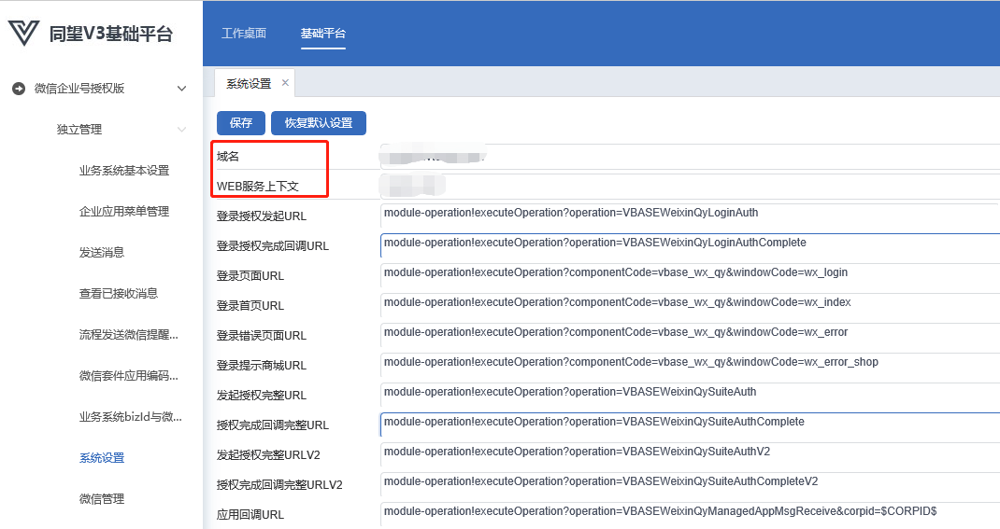 同望V3基础平台
工作桌面 基础平台
微信企业号授权版
独立管理
业务系统基本设置
企业应用菜单管理
发送消息
查看已接收消息
流程发送微信提醒...
微信套件应用编码...
业务系统bizId与微...
系统设置
微信管理
系统设置 ×
保存 恢复默认设置
域名
WEB服务上下文
登录授权发起URL module-operation!executeOperation?operation=VBASEWeixinQyLoginAuth
登录授权完成回调URL module-operation!executeOperation?operation=VBASEWeixinQyLoginAuthComplete
登录页面URL module-operation!executeOperation?componentCode=vbase_wx_qy&windowCode=wx_login
登录首页URL module-operation!executeOperation?componentCode=vbase_wx_qy&windowCode=wx_index
登录错误页面URL module-operation!executeOperation?componentCode=vbase_wx_qy&windowCode=wx_error
登录提示商城URL module-operation!executeOperation?componentCode=vbase_wx_qy&windowCode=wx_error_shop
发起授权完整URL module-operation!executeOperation?operation=VBASEWeixinQySuiteAuth
授权完成回调完整URL module-operation!executeOperation?operation=VBASEWeixinQySuiteAuthComplete
发起授权完整URLV2 module-operation!executeOperation?operation=VBASEWeixinQySuiteAuthV2
授权完成回调完整URLV2 module-operation!executeOperation?operation=VBASEWeixinQySuiteAuthCompleteV2
应用回调URL module-operation!executeOperation?operation=VBASEWeixinQyManagedAppMsgReceive&corpid=$CORPID$